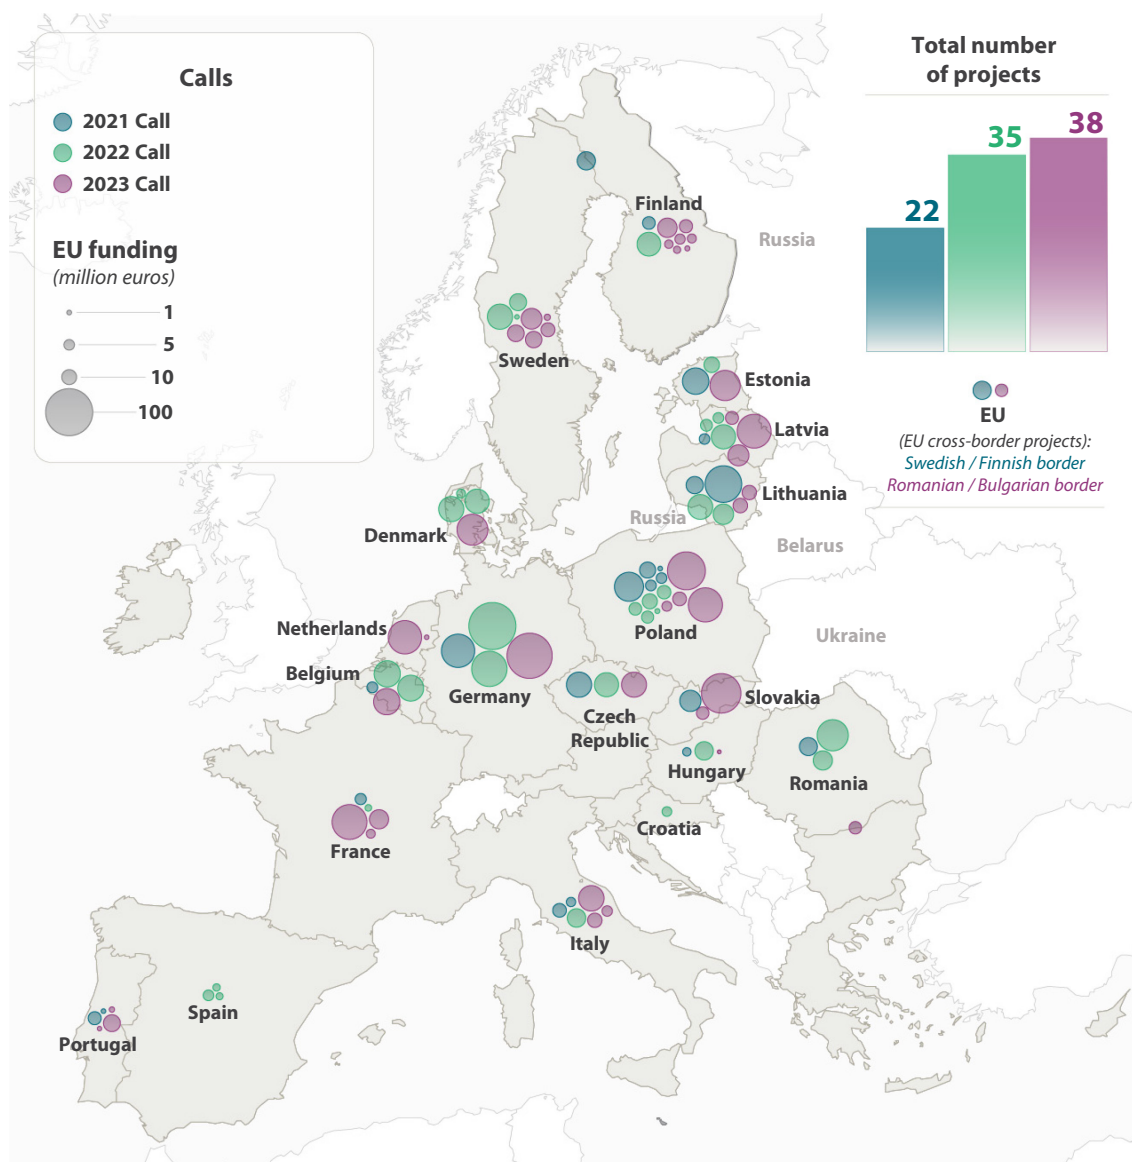 Calls
2021 Call
2022 Call
2023 Call
EU funding
(million euros)
1
5
10
100
Total number
of projects
22
35
38
EU
(EU cross-border projects):
Swedish / Finnish border
Romanian / Bulgarian border
Finland
Russia
Sweden
Estonia
Latvia
Lithuania
Russia
Denmark
Belarus
Netherlands
Poland
Ukraine
Belgium
Germany
Slovakia
Czech
Republic
Hungary
Romania
Croatia
France
Italy
Spain
Portugal